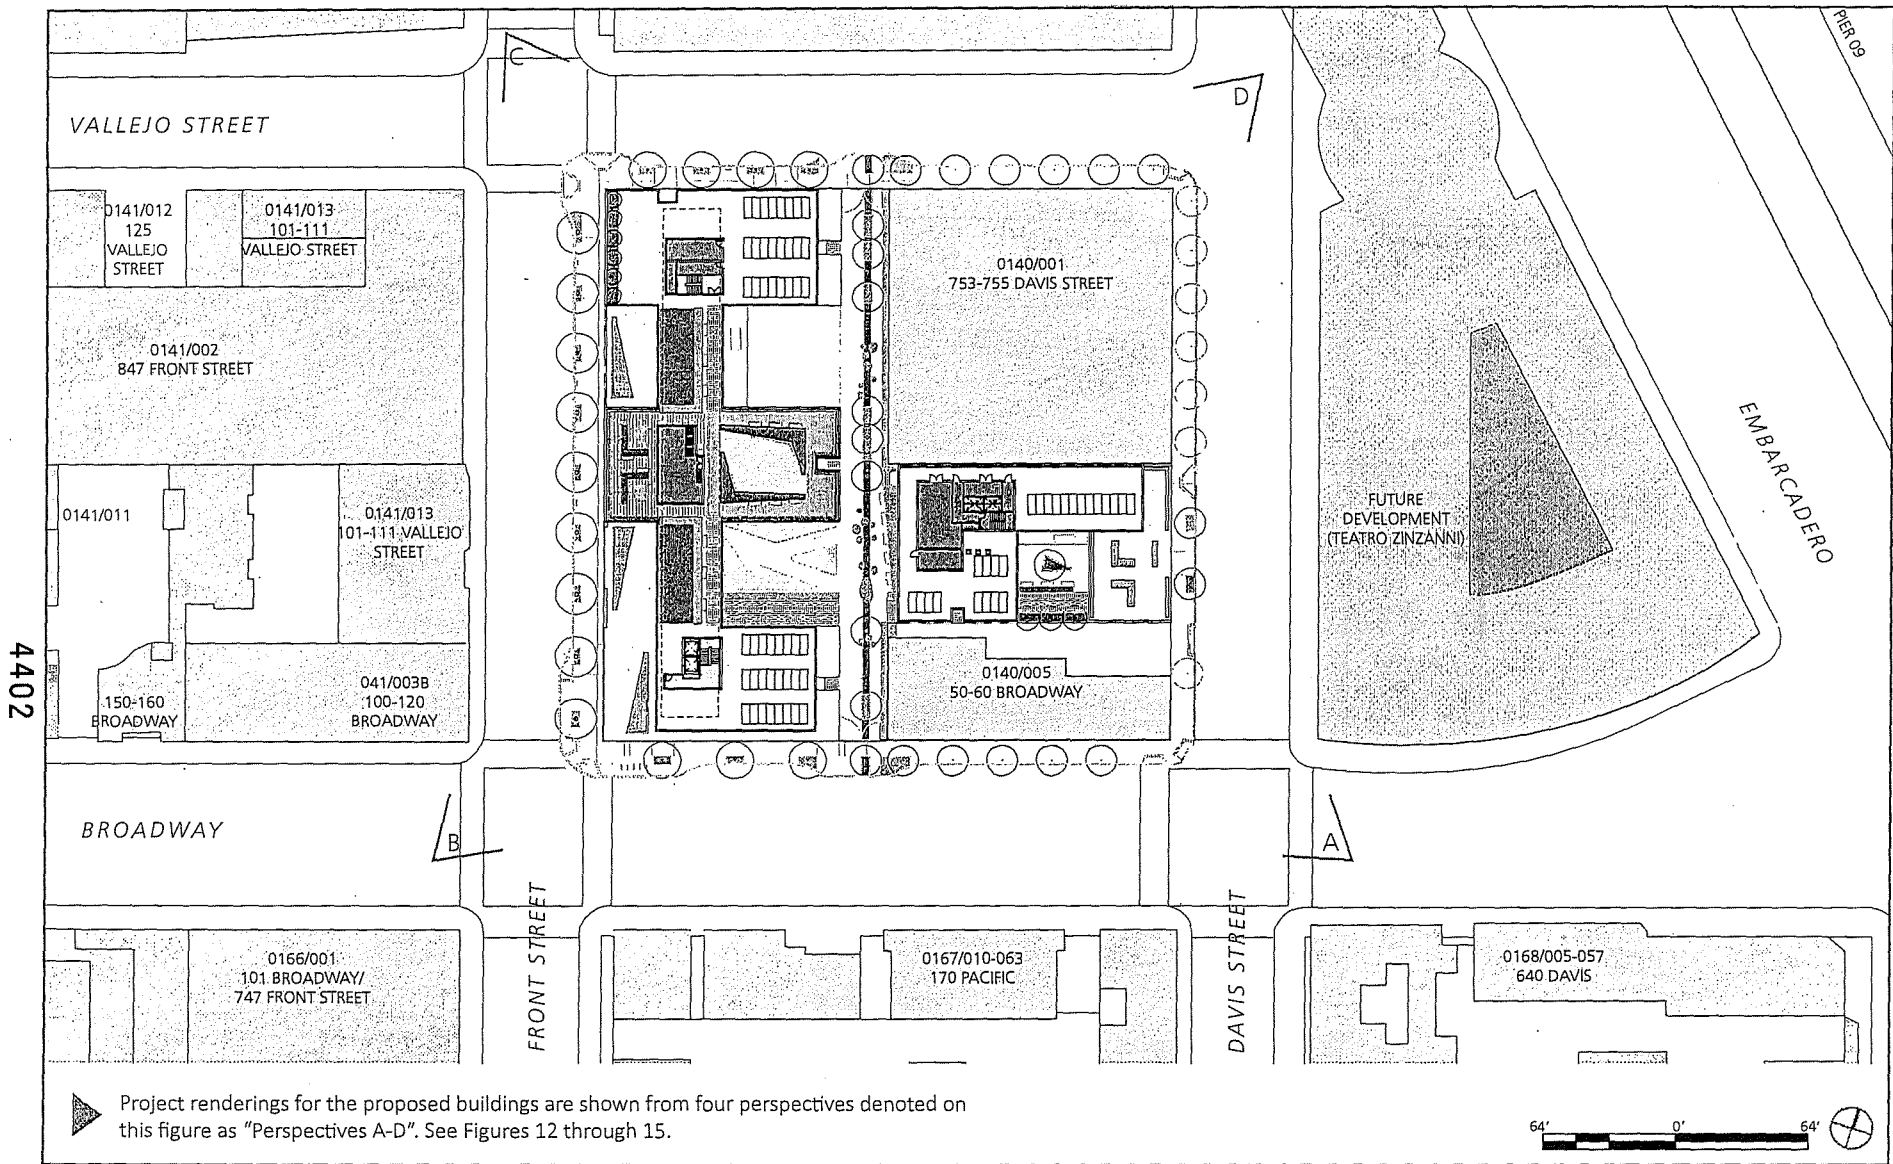 PIER 09
C
D
VALLEJO STREET
0141/012
125
VALLEJO
STREET
0141/013
101-111
VALLEJO STREET
0140/001
753-755 DAVIS STREET
0141/002
847 FRONT STREET
EMBARCADERO
0141/011
0141/013
101-111 VALLEJO
STREET
FUTURE
DEVELOPMENT
(TEATRO ZINZANNI)
4402
150-160
BROADWAY
041/003B
100-120
BROADWAY
0140/005
50-60 BROADWAY
BROADWAY
B
A
FRONT STREET
DAVIS STREET
0166/001
101 BROADWAY/
747 FRONT STREET
0167/010-063
170 PACIFIC
0168/005-057
640 DAVIS
Project renderings for the proposed buildings are shown from four perspectives denoted on
this figure as "Perspectives A-D". See Figures 12 through 15.
64' 0' 64'